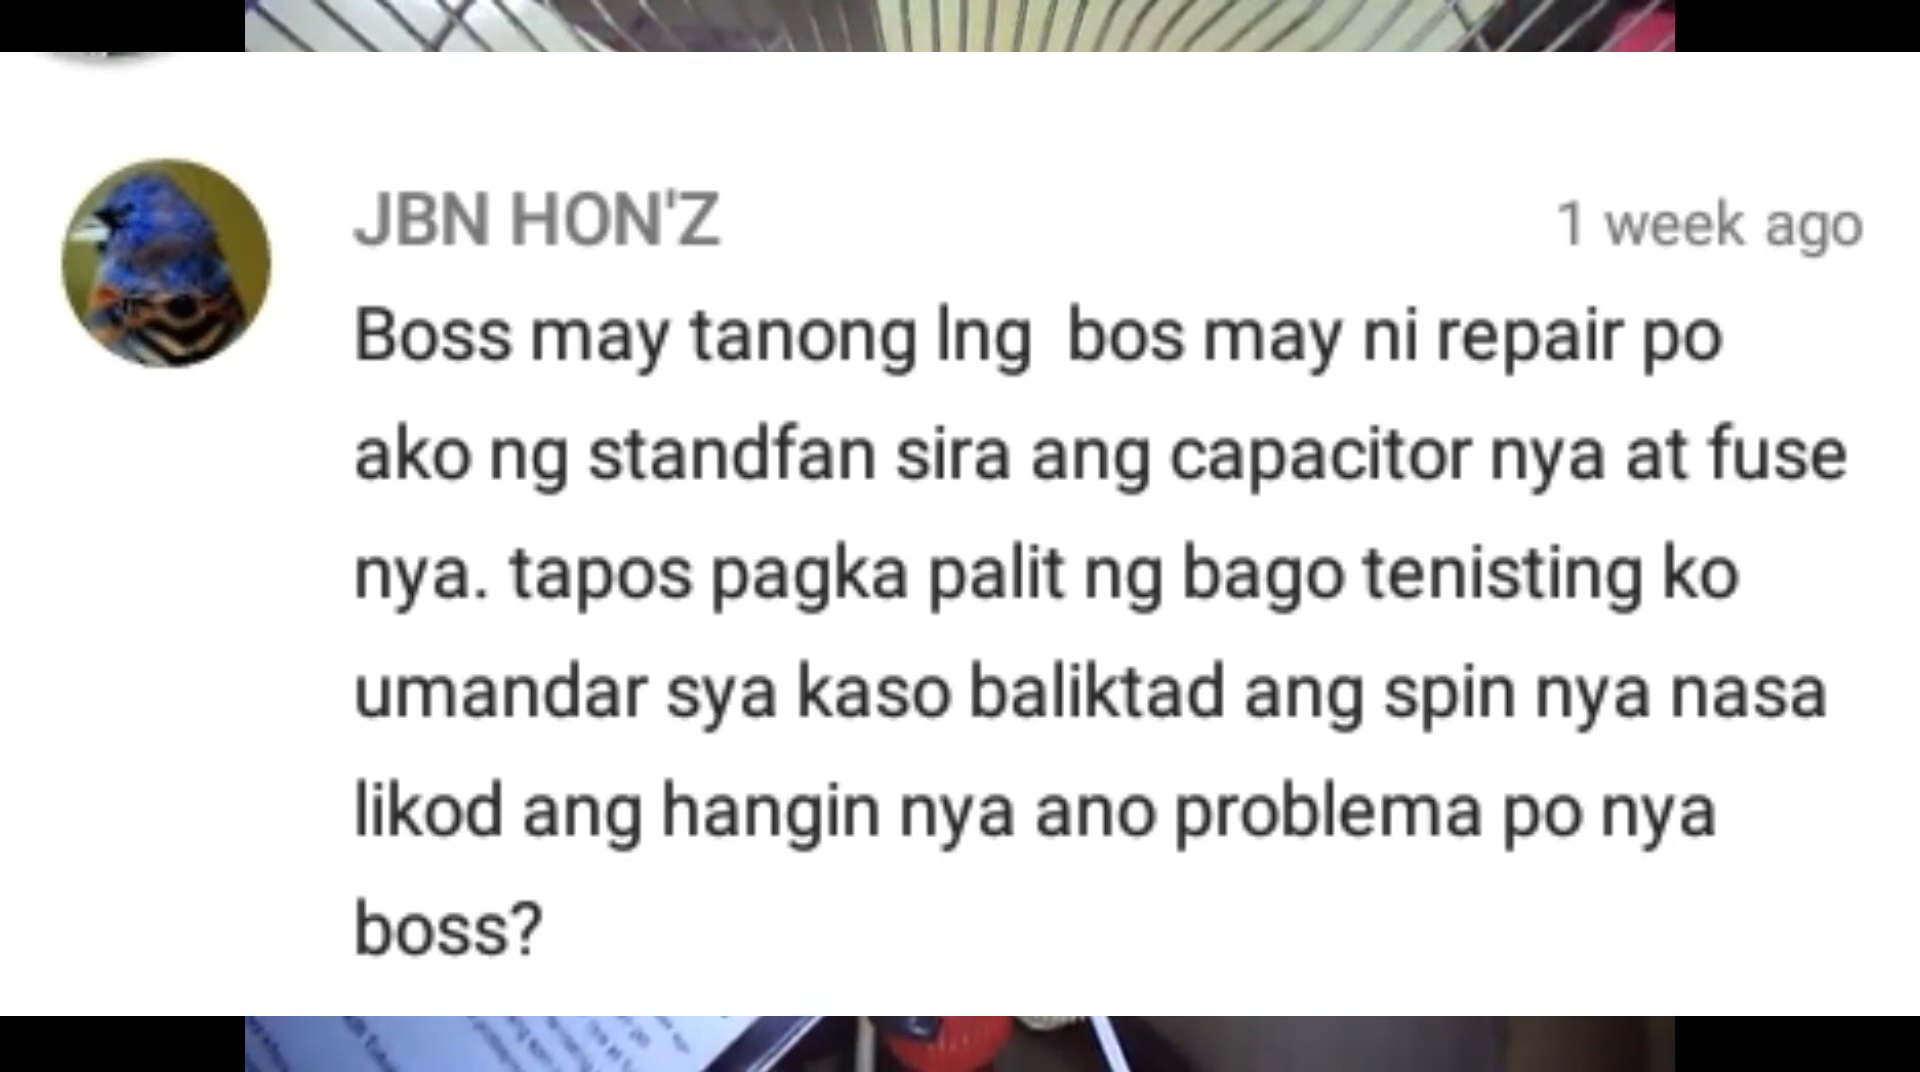 JBN HON'Z
1 week ago
Boss may tanong lng  bos may ni repair po
ako ng standfan sira ang capacitor nya at fuse
nya. tapos pagka palit ng bago tenisting ko
umandar sya kaso baliktad ang spin nya nasa
likod ang hangin nya ano problema po nya
boss?